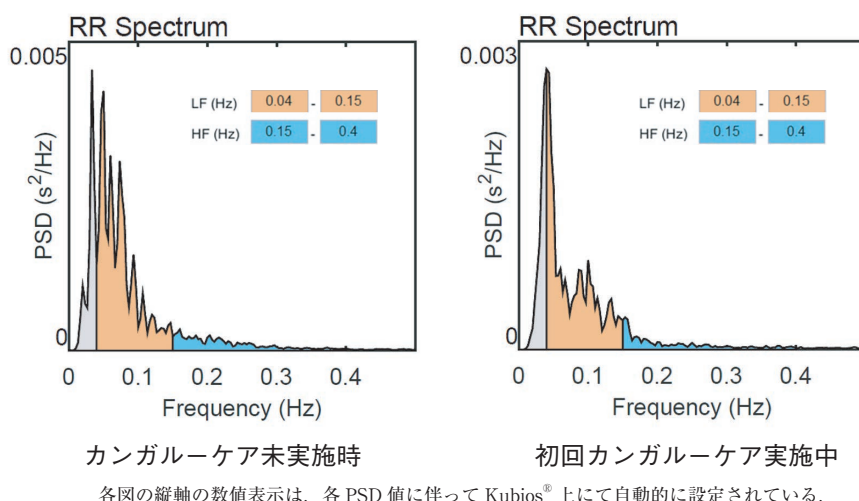 RR Spectrum
0.005
LF (Hz) 0.04 - 0.15
HF (Hz) 0.15 - 0.4
PSD (s²/Hz)
0
0 0.1 0.2 0.3 0.4
Frequency (Hz)
カンガルーケア未実施時
RR Spectrum
0.003
LF (Hz) 0.04 - 0.15
HF (Hz) 0.15 - 0.4
PSD (s²/Hz)
0
0 0.1 0.2 0.3 0.4
Frequency (Hz)
初回カンガルーケア実施中
各図の縦軸の数値表示は，各 PSD 値に伴って Kubios® 上にて自動的に設定されている．